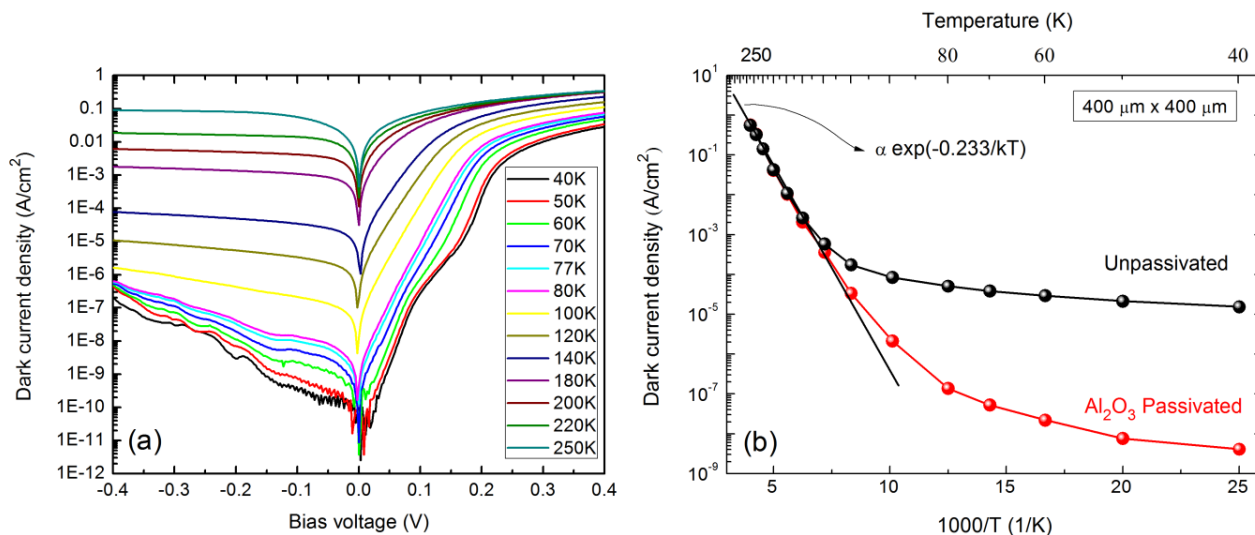 1
0.1
0.01
1E-3
1E-4
1E-5
1E-6
1E-7
1E-8
1E-9
1E-10
1E-11
1E-12
Dark current density (A/cm²)
-0.4
-0.3
-0.2
-0.1
0.0
0.1
0.2
0.3
0.4
Bias voltage (V)
(a)
40K
50K
60K
70K
77K
80K
100K
120K
140K
180K
200K
220K
250K
Temperature (K)
250
80
60
40
10¹
10⁻¹
10⁻³
10⁻⁵
10⁻⁷
10⁻⁹
Dark current density (A/cm²)
400 μm x 400 μm
α exp(-0.233/kT)
Unpassivated
Al₂O₃ Passivated
(b)
5
10
15
20
25
1000/T (1/K)